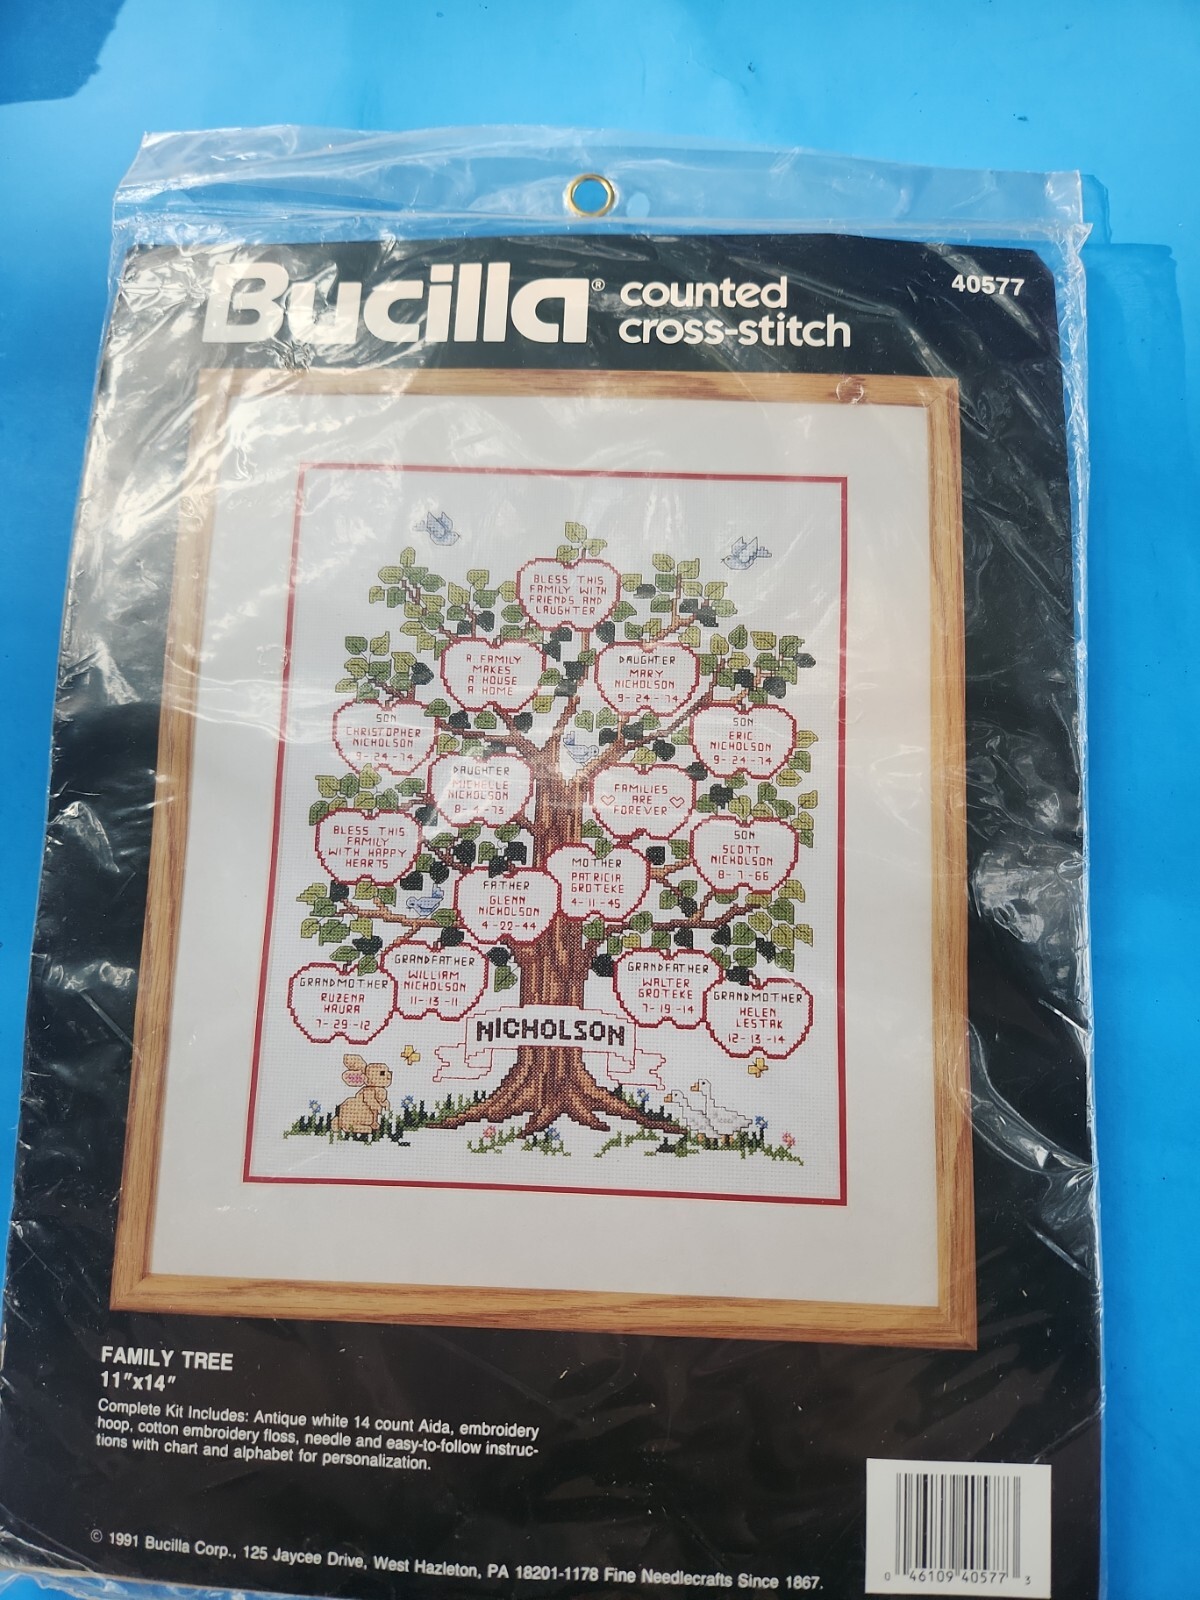 Bucilla® counted
cross-stitch
40577
BLESS THIS
FAMILY WITH
FRIENDS AND
LAUGHTER
A FAMILY
MAKES
A HOUSE
A HOME
DAUGHTER
MARY
NICHOLSON
9-24-74
SON
CHRISTOPHER
NICHOLSON
9-24-74
SON
ERIC
NICHOLSON
9-24-74
DAUGHTER
MICHELLE
NICHOLSON
FAMILIES
ARE
FOREVER
BLESS THIS
FAMILY
WITH HAPPY
HEARTS
SON
SCOTT
NICHOLSON
8-7-66
MOTHER
PATRICIA
GROTEKE
4-11-45
FATHER
GLENN
NICHOLSON
4-22-44
GRANDFATHER
WILLIAM
NICHOLSON
11-13-11
GRANDMOTHER
RUZENA
7-29-12
GRANDFATHER
WALTER
GROTEKE
7-19-14
GRANDMOTHER
HELEN
LESTAK
12-13-14
NICHOLSON
FAMILY TREE
11"x14"
Complete Kit Includes: Antique white 14 count Aida, embroidery
hoop, cotton embroidery floss, needle and easy-to-follow instruc-
tions with chart and alphabet for personalization.
© 1991 Bucilla Corp., 125 Jaycee Drive, West Hazleton, PA 18201-1178 Fine Needlecrafts Since 1867.
0 46109 40577 3